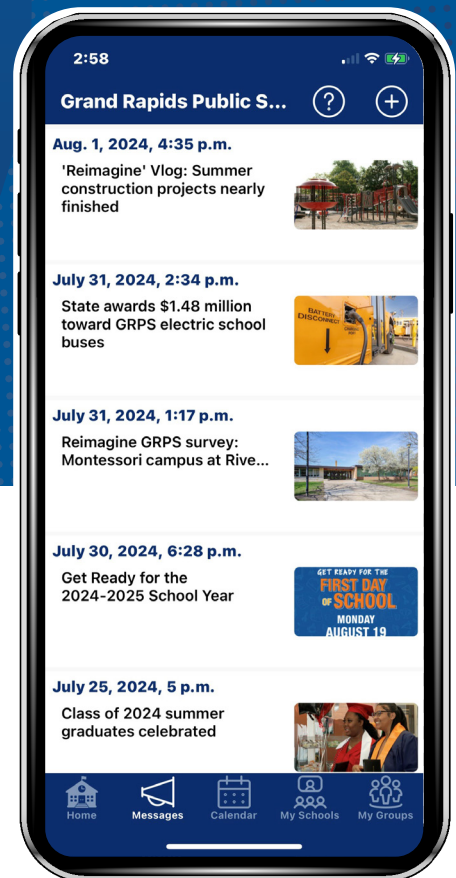 2:58
Grand Rapids Public S...
?
+
Aug. 1, 2024, 4:35 p.m.
'Reimagine' Vlog: Summer
construction projects nearly
finished
July 31, 2024, 2:34 p.m.
State awards $1.48 million
toward GRPS electric school
buses
BATTERY
DISCONNECT
July 31, 2024, 1:17 p.m.
Reimagine GRPS survey:
Montessori campus at Rive...
July 30, 2024, 6:28 p.m.
Get Ready for the
2024-2025 School Year
GET READY FOR THE
FIRST DAY
OF SCHOOL
MONDAY
AUGUST 19
July 25, 2024, 5 p.m.
Class of 2024 summer
graduates celebrated
Home
Messages
Calendar
My Schools
My Groups